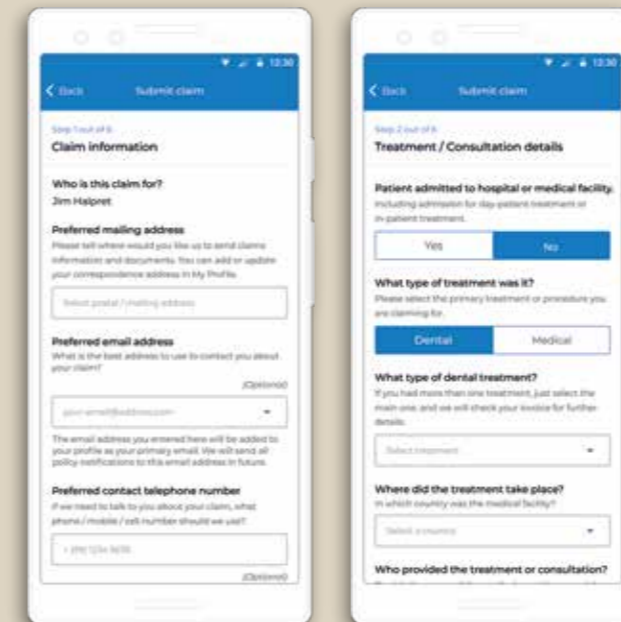 12:30
Back Submit claim
Step 1 out of 6
Claim information
Who is this claim for?
Jim Halpret
Preferred mailing address
Please tell where would you like us to send claims
information and documents. You can add or update
your correspondence address in My Profile.
Select postal / mailing address
Preferred email address
What is the best address to use to contact you about
your claim?
(Optional)
your-email@address.com
The email address you entered here will be added to
your profile as your primary email. We will send all
policy notifications to this email address in future.
Preferred contact telephone number
If we need to talk to you about your claim, what
phone / mobile / cell number should we use?
(Optional)
12:30
Back Submit claim
Step 2 out of 6
Treatment / Consultation details
Patient admitted to hospital or medical facility.
Including admission for day-patient treatment or
in-patient treatment.
Yes No
What type of treatment was it?
Please select the primary treatment or procedure you
are claiming for.
Dental Medical
What type of dental treatment?
If you had more than one treatment, just select the
main one, and we will check your invoice for further
details.
Select treatment
Where did the treatment take place?
In which country was the medical facility?
Select a country
Who provided the treatment or consultation?